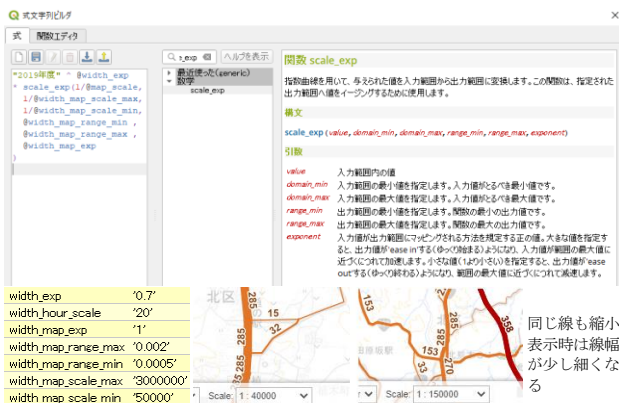 式文字列ビルダ
式 関数エディタ
s_exp ヘルプを表示
"2019年度" ^ @width_exp
* scale_exp(1/@map_scale,
1/@width_map_scale_max,
1/@width_map_scale_min,
@width_map_range_min ,
@width_map_range_max ,
@width_map_exp
)
最近使った(generic)
数学
scale_exp
関数 scale_exp
指数曲線を用いて、与えられた値を入力範囲から出力範囲に変換します。この関数は、指定された
出力範囲へ値をイージングするために使用します。
構文
scale_exp(value, domain_min, domain_max, range_min, range_max, exponent)
引数
value 入力範囲内の値
domain_min 入力範囲の最小値を指定します。入力値がとるべき最小値です。
domain_max 入力範囲の最大値を指定します。入力値がとるべき最大値です。
range_min 出力範囲の最小値を指定します。関数の最小の出力値です。
range_max 出力範囲の最大値を指定します。関数の最大の出力値です。
exponent 入力値が出力範囲にマッピングされる方法を規定する正の値。大きな値を指定す
ると、出力値が'ease in'する(ゆっくり始まる)ようになり、入力値が範囲の最大値に
近づくにつれて加速します。小さな値(1より小さい)を指定すると、出力値が'ease
out'する(ゆっくり終わる)ようになり、範囲の最大値に近づくにつれて減速します。
width_exp '0.7'
width_hour_scale '20'
width_map_exp '1'
width_map_range_max '0.002'
width_map_range_min '0.0005'
width_map_scale_max '3000000'
width_map_scale_min '50000'
北区
285
15
32
285
285
Scale: 1:40000
153
358
153
33
285
270
Scale: 1:150000
同じ線も縮小
表示時は線幅
が少し細くな
る